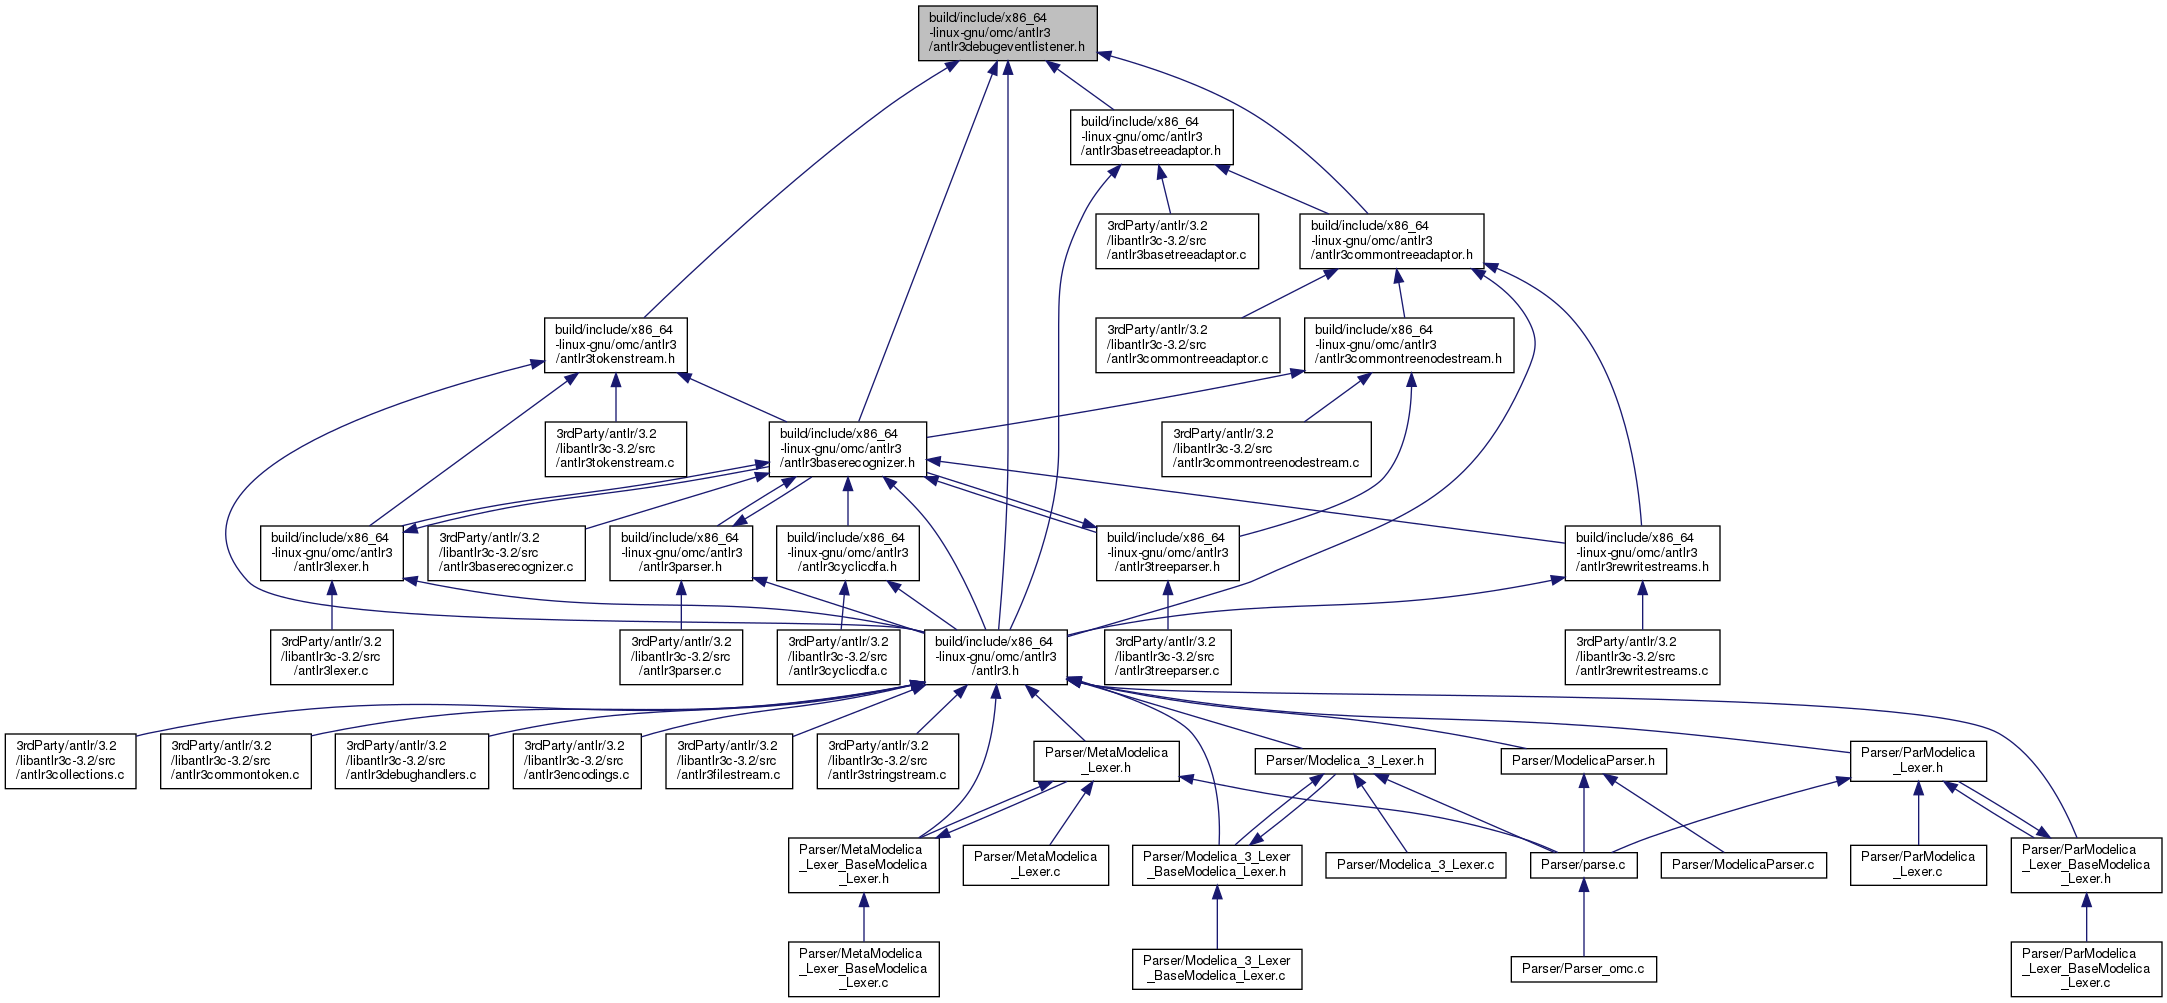 build/include/x86_64
-linux-gnu/omc/antlr3
/antlr3debugeventlistener.h
build/include/x86_64
-linux-gnu/omc/antlr3
/antlr3basetreeadaptor.h
3rdParty/antlr/3.2
/libantlr3c-3.2/src
/antlr3basetreeadaptor.c
build/include/x86_64
-linux-gnu/omc/antlr3
/antlr3commontreeadaptor.h
build/include/x86_64
-linux-gnu/omc/antlr3
/antlr3tokenstream.h
3rdParty/antlr/3.2
/libantlr3c-3.2/src
/antlr3commontreeadaptor.c
build/include/x86_64
-linux-gnu/omc/antlr3
/antlr3commontreenodestream.h
3rdParty/antlr/3.2
/libantlr3c-3.2/src
/antlr3tokenstream.c
build/include/x86_64
-linux-gnu/omc/antlr3
/antlr3baserecognizer.h
3rdParty/antlr/3.2
/libantlr3c-3.2/src
/antlr3commontreenodestream.c
build/include/x86_64
-linux-gnu/omc/antlr3
/antlr3lexer.h
3rdParty/antlr/3.2
/libantlr3c-3.2/src
/antlr3baserecognizer.c
build/include/x86_64
-linux-gnu/omc/antlr3
/antlr3parser.h
build/include/x86_64
-linux-gnu/omc/antlr3
/antlr3cyclicdfa.h
build/include/x86_64
-linux-gnu/omc/antlr3
/antlr3treeparser.h
build/include/x86_64
-linux-gnu/omc/antlr3
/antlr3rewritestreams.h
3rdParty/antlr/3.2
/libantlr3c-3.2/src
/antlr3lexer.c
3rdParty/antlr/3.2
/libantlr3c-3.2/src
/antlr3parser.c
3rdParty/antlr/3.2
/libantlr3c-3.2/src
/antlr3cyclicdfa.c
build/include/x86_64
-linux-gnu/omc/antlr3
/antlr3.h
3rdParty/antlr/3.2
/libantlr3c-3.2/src
/antlr3treeparser.c
3rdParty/antlr/3.2
/libantlr3c-3.2/src
/antlr3rewritestreams.c
3rdParty/antlr/3.2
/libantlr3c-3.2/src
/antlr3collections.c
3rdParty/antlr/3.2
/libantlr3c-3.2/src
/antlr3commontoken.c
3rdParty/antlr/3.2
/libantlr3c-3.2/src
/antlr3debughandlers.c
3rdParty/antlr/3.2
/libantlr3c-3.2/src
/antlr3encodings.c
3rdParty/antlr/3.2
/libantlr3c-3.2/src
/antlr3filestream.c
3rdParty/antlr/3.2
/libantlr3c-3.2/src
/antlr3stringstream.c
Parser/MetaModelica
_Lexer.h
Parser/Modelica_3_Lexer.h
Parser/ModelicaParser.h
Parser/ParModelica
_Lexer.h
Parser/MetaModelica
_Lexer_BaseModelica
_Lexer.h
Parser/MetaModelica
_Lexer.c
Parser/Modelica_3_Lexer
_BaseModelica_Lexer.h
Parser/Modelica_3_Lexer.c
Parser/parse.c
Parser/ModelicaParser.c
Parser/ParModelica
_Lexer.c
Parser/ParModelica
_Lexer_BaseModelica
_Lexer.h
Parser/MetaModelica
_Lexer_BaseModelica
_Lexer.c
Parser/Modelica_3_Lexer
_BaseModelica_Lexer.c
Parser/Parser_omc.c
Parser/ParModelica
_Lexer_BaseModelica
_Lexer.c